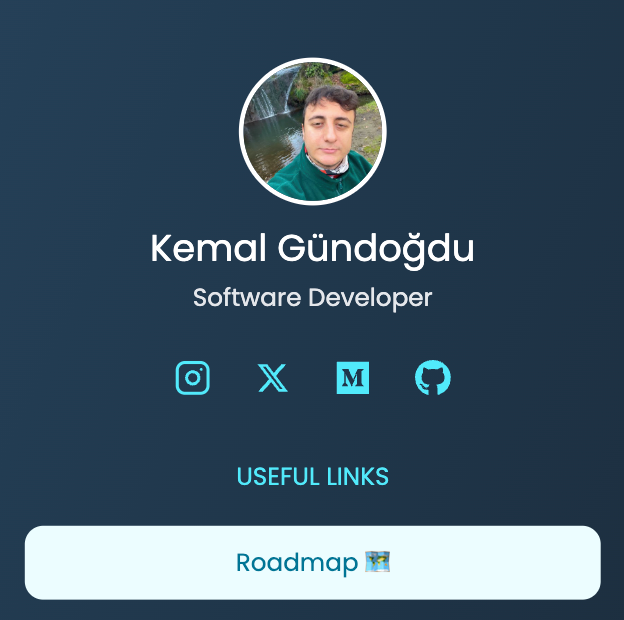 Kemal Gündoğdu
Software Developer
USEFUL LINKS
Roadmap 🗺️